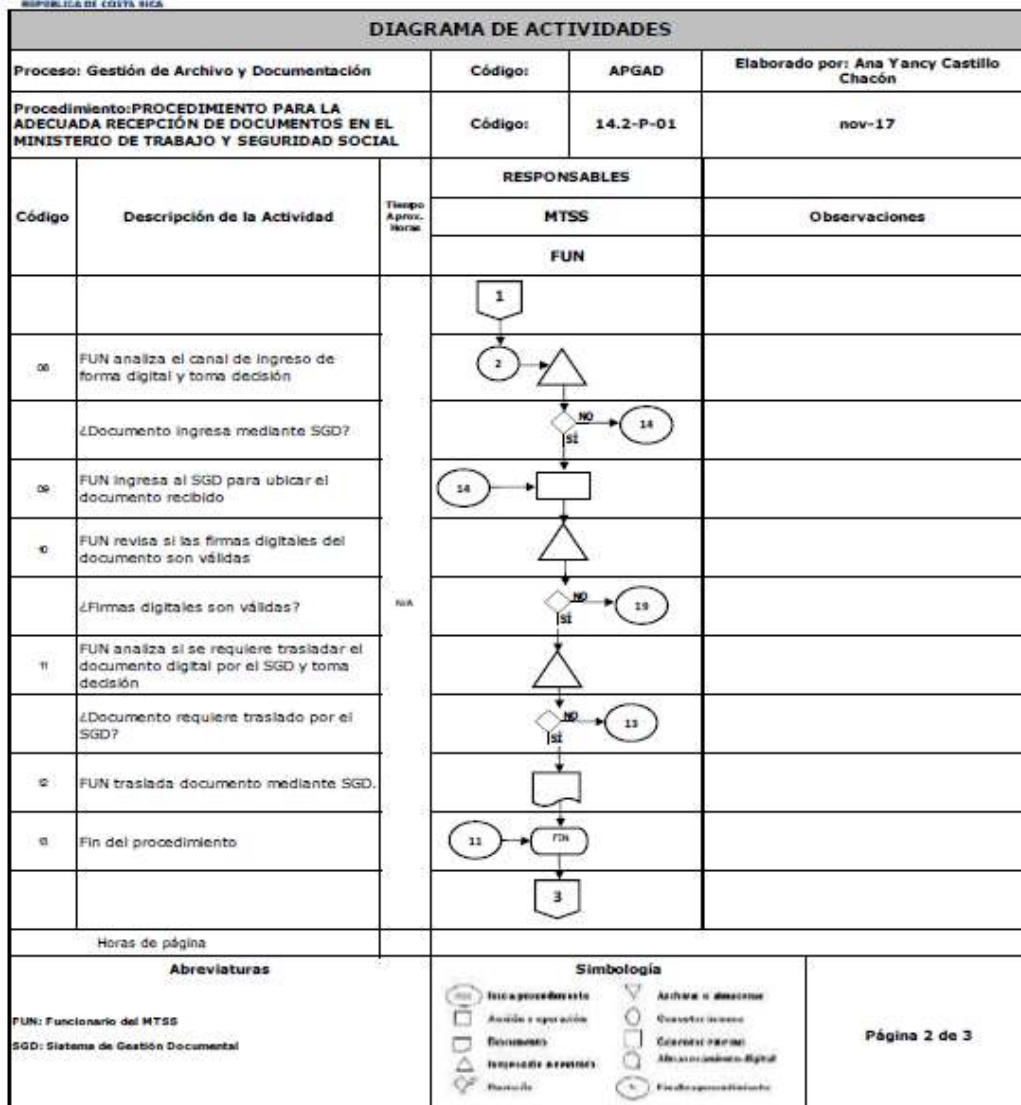 REPÚBLICA DE COSTA RICA
DIAGRAMA DE ACTIVIDADES
Proceso: Gestión de Archivo y Documentación
Código:
APGAD
Elaborado por: Ana Yancy Castillo
Chacón
Procedimiento:PROCEDIMIENTO PARA LA
ADECUADA RECEPCIÓN DE DOCUMENTOS EN EL
MINISTERIO DE TRABAJO Y SEGURIDAD SOCIAL
Código:
14.2-P-01
nov-17
Código
Descripción de la Actividad
Tiempo
Aprox.
Horas
RESPONSABLES
MTSS
FUN
Observaciones
1
08
FUN analiza el canal de ingreso de
forma digital y toma decisión
2
¿Documento ingresa mediante SGD?
NO
14
SÍ
09
FUN ingresa al SGD para ubicar el
documento recibido
14
10
FUN revisa si las firmas digitales del
documento son válidas
¿Firmas digitales son válidas?
N/A
NO
19
SÍ
11
FUN analiza si se requiere trasladar el
documento digital por el SGD y toma
decisión
¿Documento requiere traslado por el
SGD?
NO
13
SÍ
12
FUN traslada documento mediante SGD.
13
Fin del procedimiento
11
FIN
3
Horas de página
Abreviaturas
FUN: Funcionario del MTSS
SGD: Sistema de Gestión Documental
Simbología
Documento
Almacenamiento digital
Página 2 de 3